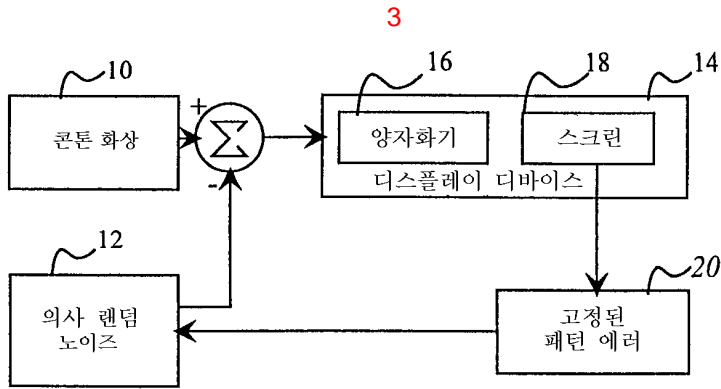 3
10
콘톤 화상
+
Σ
-
16
양자화기
18
스크린
14
디스플레이 디바이스
12
의사 랜덤
노이즈
20
고정된
패턴 에러